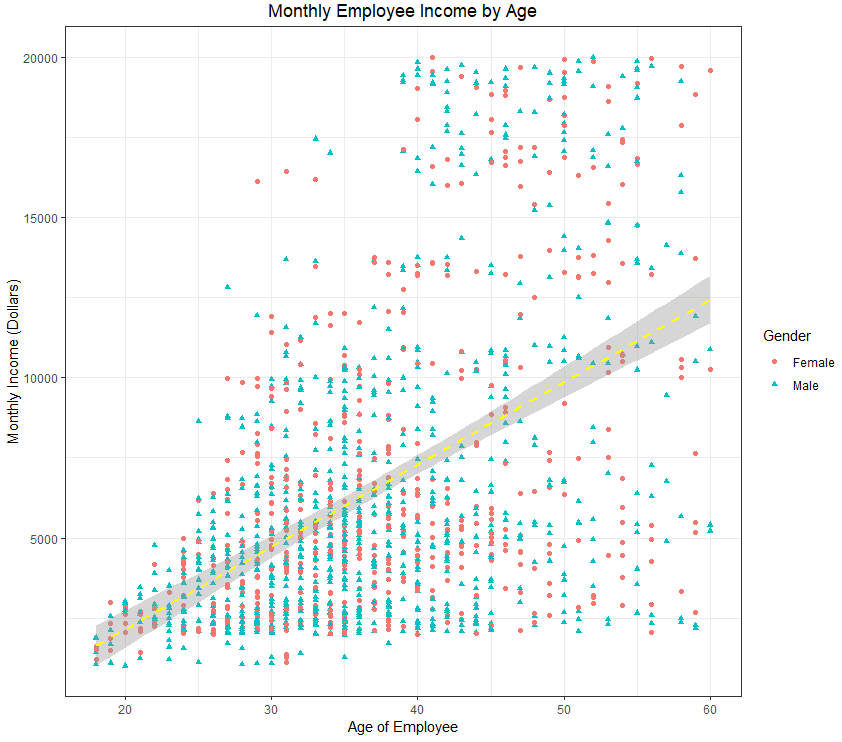 Monthly Employee Income by Age
20000
15000
10000
5000
Monthly Income (Dollars)
20
30
40
50
60
Age of Employee
Gender
Female
Male